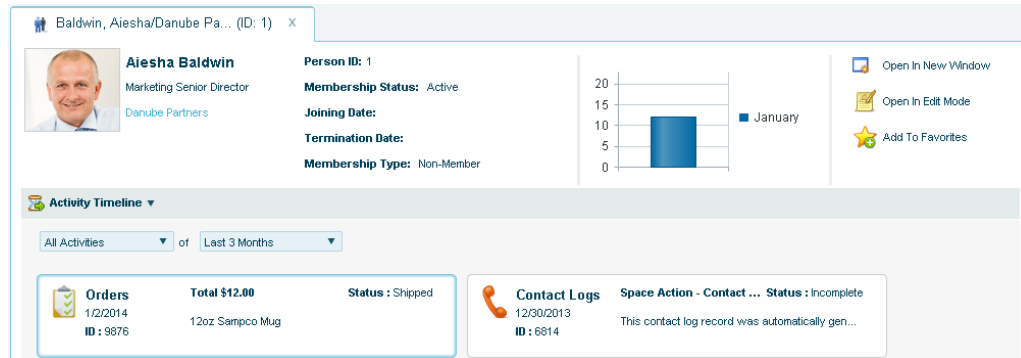 Baldwin, Aiesha/Danube Pa... (ID: 1) x
Aiesha Baldwin
Marketing Senior Director
Danube Partners
Person ID: 1
Membership Status: Active
Joining Date:
Termination Date:
Membership Type: Non-Member
20
15
10
5
0
January
Open In New Window
Open In Edit Mode
Add To Favorites
Activity Timeline ▾
All Activities ▼ of Last 3 Months ▼
Orders
1/2/2014
ID : 9876
Total $12.00 Status : Shipped
12oz Sampco Mug
Contact Logs
12/30/2013
ID : 6814
Space Action - Contact ... Status : Incomplete
This contact log record was automatically gen...